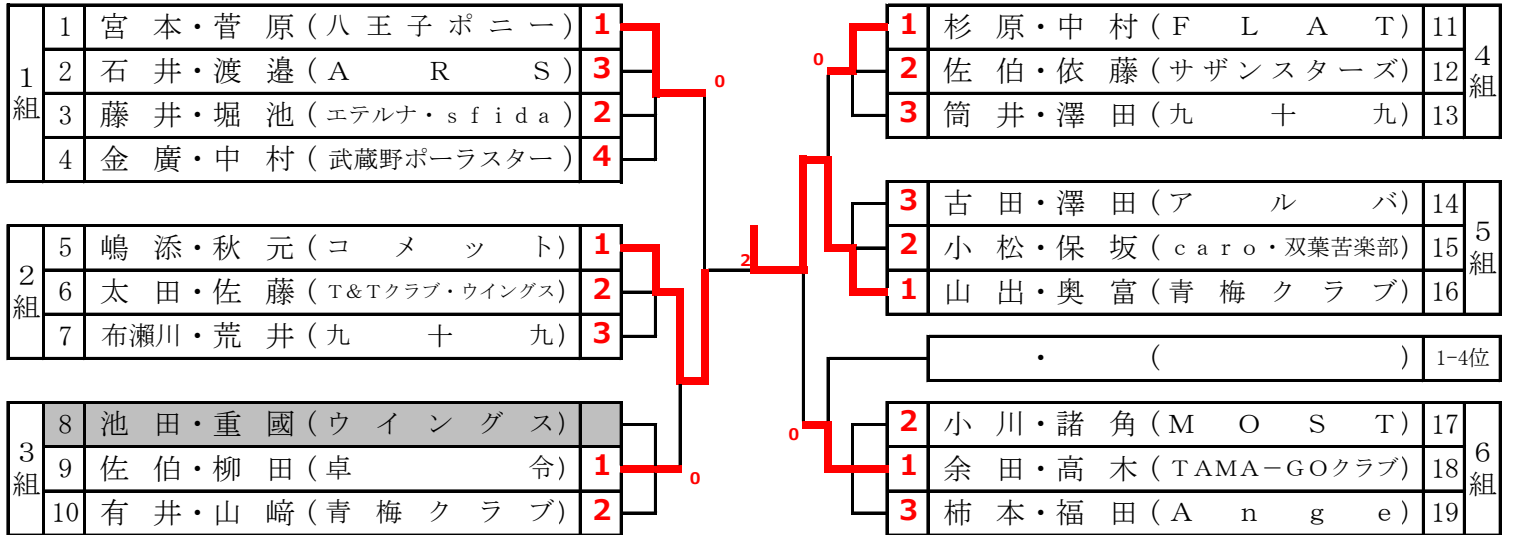 1組
1 宮本・菅原(八王子ポニー) 1
2 石井・渡邉(ARS) 3
3 藤井・堀池(エテルナ・sfida) 2
4 金廣・中村(武蔵野ポーラスター) 4
0
2組
5 嶋添・秋元(コメット) 1
6 太田・佐藤(T&Tクラブ・ウイングス) 2
7 布瀬川・荒井(九十九) 3
3組
8 池田・重國(ウイングス)
9 佐伯・柳田(卓令) 1
10 有井・山﨑(青梅クラブ) 2
0
2
4組
1 杉原・中村(FLAT) 11
2 佐伯・依藤(サザンスターズ) 12
3 筒井・澤田(九十九) 13
0
5組
3 古田・澤田(アルバ) 14
2 小松・保坂(caro・双葉苦楽部) 15
1 山出・奥富(青梅クラブ) 16
・( ) 1-4位
6組
2 小川・諸角(MOST) 17
1 余田・高木(TAMA-GOクラブ) 18
3 柿本・福田(Ange) 19
0